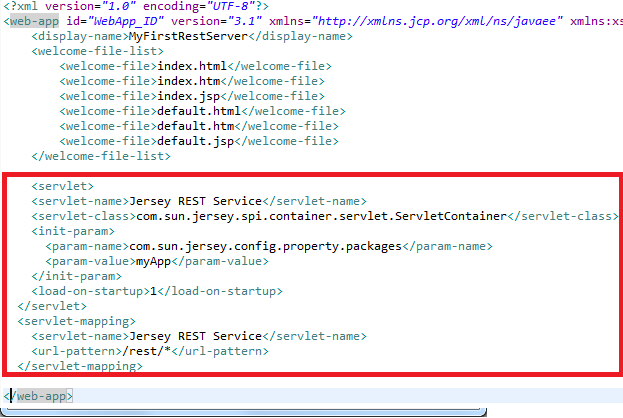 <?xml version="1.0" encoding="UTF-8"?>
<web-app id="WebApp_ID" version="3.1" xmlns="http://xmlns.jcp.org/xml/ns/javaee" xmlns:xs
<display-name>MyFirstRestServer</display-name>
<welcome-file-list>
<welcome-file>index.html</welcome-file>
<welcome-file>index.htm</welcome-file>
<welcome-file>index.jsp</welcome-file>
<welcome-file>default.html</welcome-file>
<welcome-file>default.htm</welcome-file>
<welcome-file>default.jsp</welcome-file>
</welcome-file-list>
<servlet>
<servlet-name>Jersey REST Service</servlet-name>
<servlet-class>com.sun.jersey.spi.container.servlet.ServletContainer</servlet-class>
<init-param>
<param-name>com.sun.jersey.config.property.packages</param-name>
<param-value>myApp</param-value>
</init-param>
<load-on-startup>1</load-on-startup>
</servlet>
<servlet-mapping>
<servlet-name>Jersey REST Service</servlet-name>
<url-pattern>/rest/*</url-pattern>
</servlet-mapping>
</web-app>